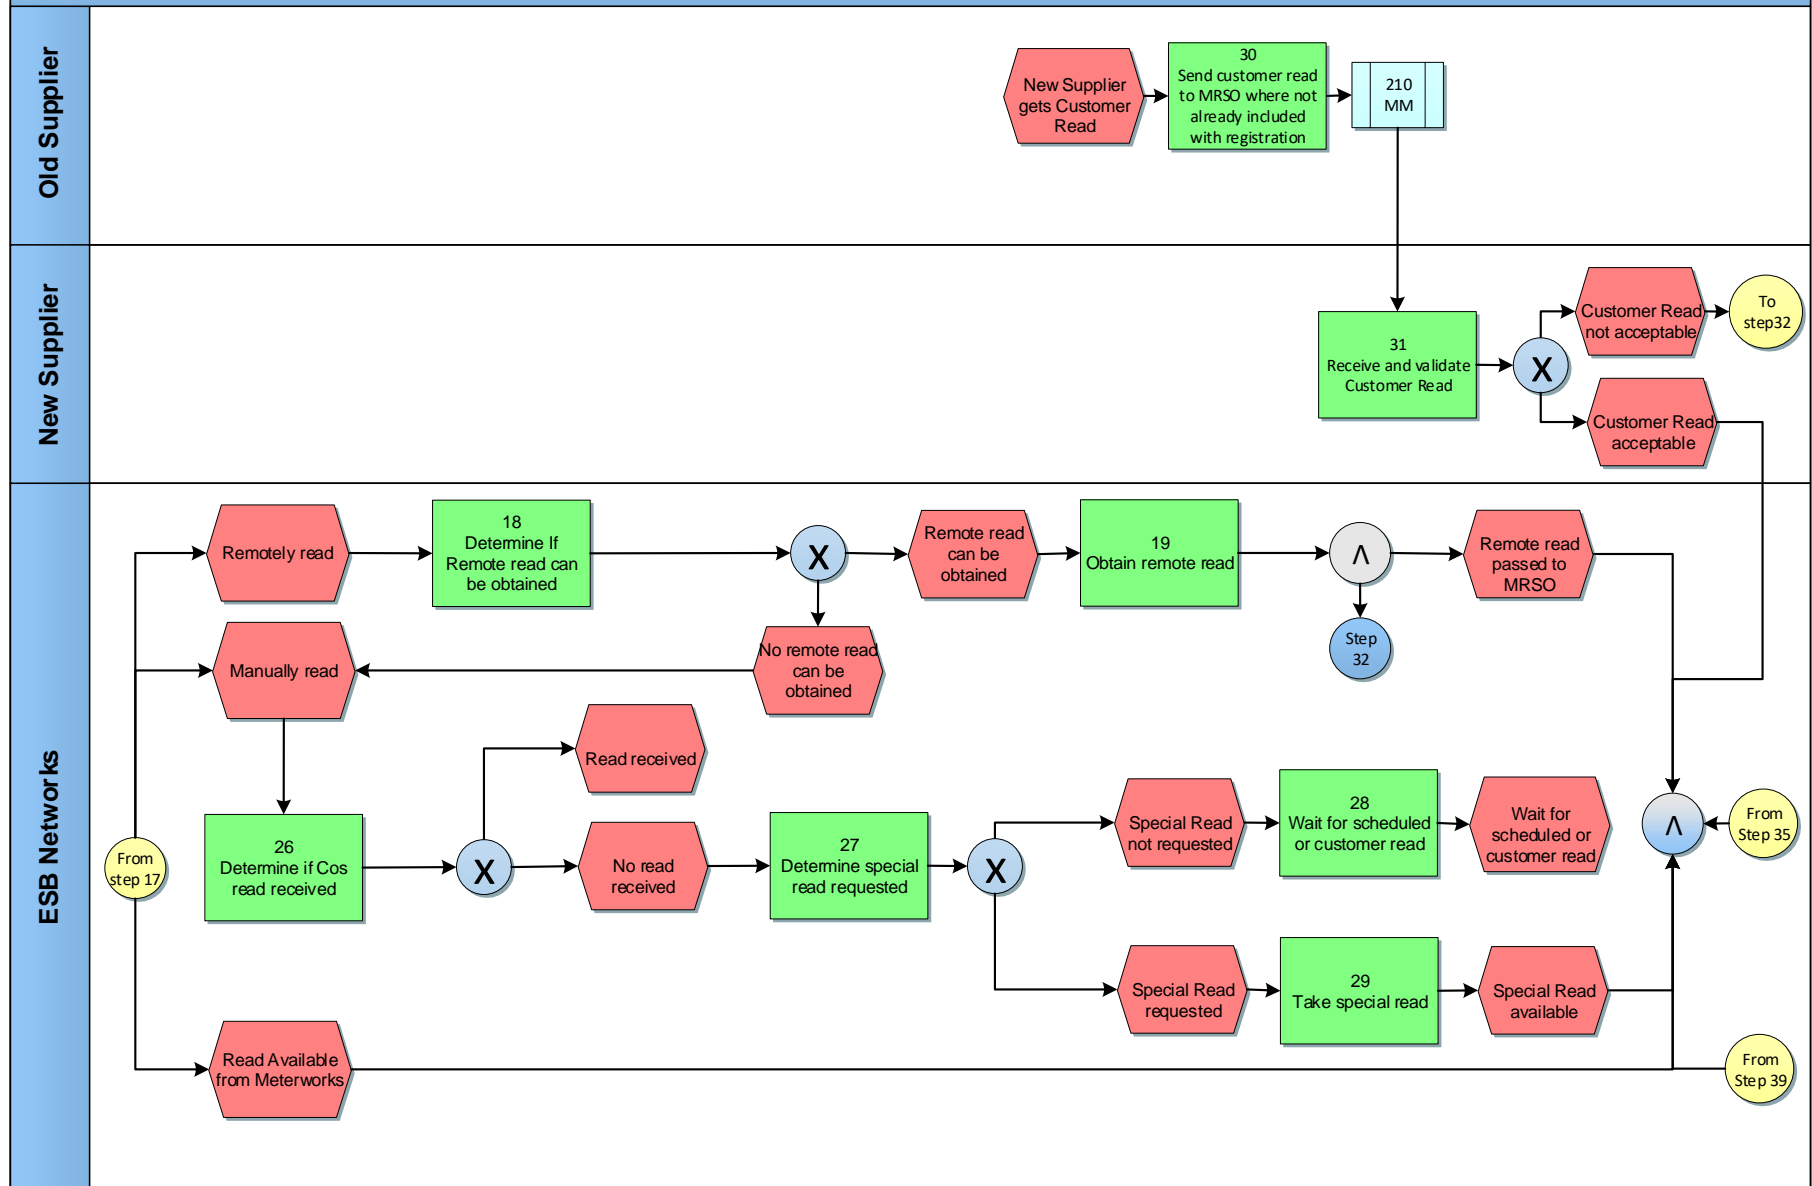 Old Supplier
New Supplier
gets Customer
Read
30
Send customer read
to MRSO where not
already included
with registration
210
MM
New Supplier
31
Receive and validate
Customer Read
X
Customer Read
not acceptable
To
step32
Customer Read
acceptable
ESB Networks
Remotely read
18
Determine If
Remote read can
be obtained
X
Remote read
can be
obtained
19
Obtain remote read
Λ
Remote read
passed to
MRSO
Step
32
Manually read
No remote read
can be
obtained
Read received
From
step 17
26
Determine if Cos
read received
X
No read
received
27
Determine special
read requested
X
Special Read
not requested
28
Wait for scheduled
or customer read
Wait for
scheduled or
customer read
Λ
From
Step 35
Special Read
requested
29
Take special read
Special Read
available
Read Available
from Meterworks
From
Step 39